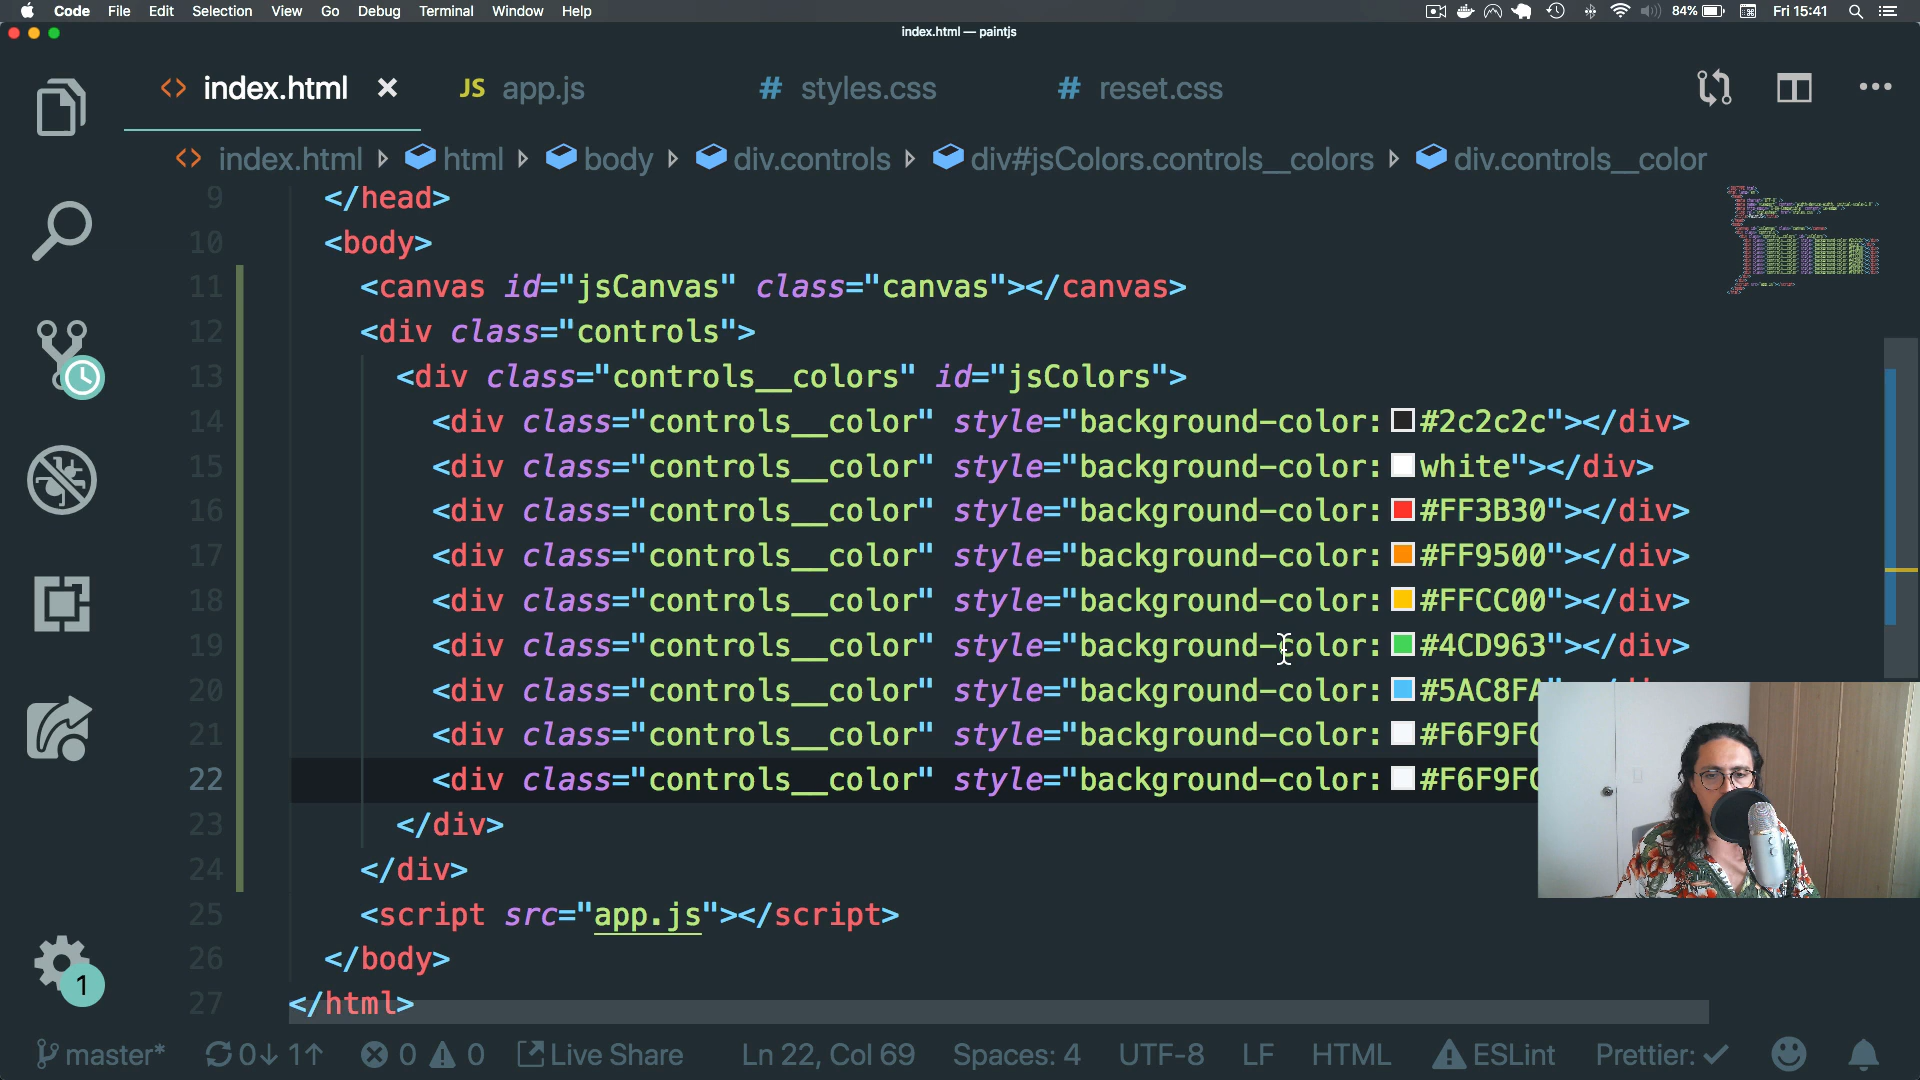 Code File Edit Selection View Go Debug Terminal Window Help 84% Fri 15:41
index.html — paintjs
<> index.html × JS app.js # styles.css # reset.css
<> index.html html body div.controls div#jsColors.controls__colors div.controls__color
9 </head>
10 <body>
11 <canvas id="jsCanvas" class="canvas"></canvas>
12 <div class="controls">
13 <div class="controls__colors" id="jsColors">
14 <div class="controls__color" style="background-color:#2c2c2c"></div>
15 <div class="controls__color" style="background-color:white"></div>
16 <div class="controls__color" style="background-color:#FF3B30"></div>
17 <div class="controls__color" style="background-color:#FF9500"></div>
18 <div class="controls__color" style="background-color:#FFCC00"></div>
19 <div class="controls__color" style="background-color:#4CD963"></div>
20 <div class="controls__color" style="background-color:#5AC8FA
21 <div class="controls__color" style="background-color:
22 <div class="controls__color" style="background-color:
23 </div>
24 </div>
25 <script src="app.js"></script>
26 </body>
27 </html>
1
master* 0↓ 1↑ 0 0 Live Share Ln 22, Col 69 Spaces: 4 UTF-8 LF HTML ESLint Prettier: ✓